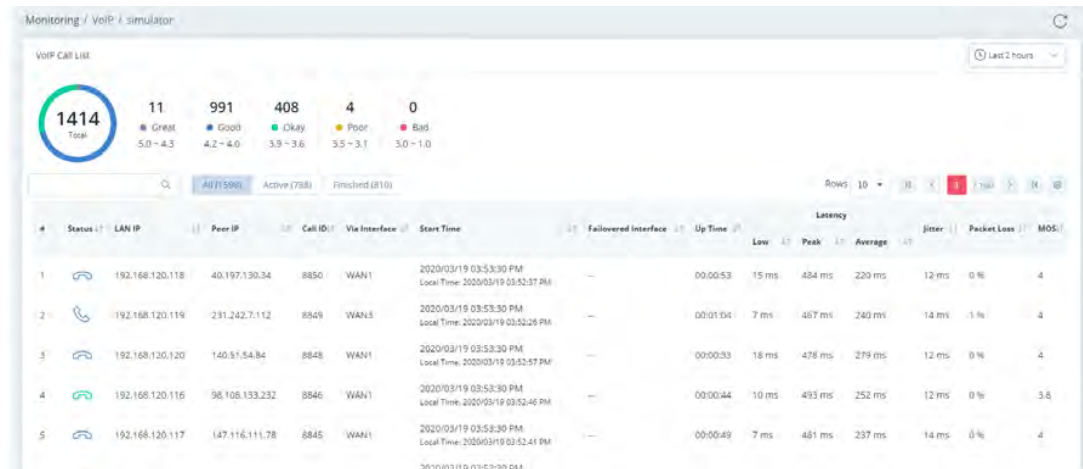 Monitoring / VoIP / simulator
VoIP Call List
Last 2 hours
1414
Total
11 991 408 4 0
Great Good Okay Poor Bad
5.0 ~ 4.3 4.2 ~ 4.0 3.9 ~ 3.6 3.5 ~ 3.1 3.0 ~ 1.0
All (1598) Active (788) Finished (810) Rows 10 1 / 160
Latency
# Status LAN IP Peer IP Call ID Via Interface Start Time Failovered Interface Up Time Jitter Packet Loss MOS
Low Peak Average
2020/03/19 03:53:30 PM
1 192.168.120.118 40.197.130.34 8850 WAN1 -- 00:00:53 15 ms 484 ms 220 ms 12 ms 0 % 4
Local Time: 2020/03/19 03:52:37 PM
2020/03/19 03:53:30 PM
2 192.168.120.119 231.242.7.112 8849 WAN3 -- 00:01:04 7 ms 467 ms 240 ms 14 ms 1 % 4
Local Time: 2020/03/19 03:52:26 PM
2020/03/19 03:53:30 PM
3 192.168.120.120 140.51.54.84 8848 WAN1 -- 00:00:33 18 ms 478 ms 279 ms 12 ms 0 % 4
Local Time: 2020/03/19 03:52:57 PM
2020/03/19 03:53:30 PM
4 192.168.120.116 98.108.133.232 8846 WAN1 -- 00:00:44 10 ms 493 ms 252 ms 12 ms 0 % 3.8
Local Time: 2020/03/19 03:52:46 PM
2020/03/19 03:53:30 PM
5 192.168.120.117 147.116.111.78 8845 WAN1 -- 00:00:49 7 ms 481 ms 237 ms 14 ms 0 % 4
Local Time: 2020/03/19 03:52:41 PM
2020/03/19 03:53:30 PM